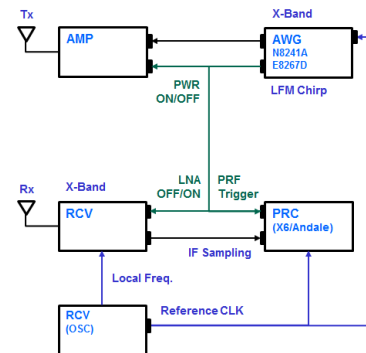 Tx
X-Band
AMP
AWG
N8241A
E8267D
PWR
ON/OFF
LFM Chirp
Rx
X-Band
LNA
OFF/ON
PRF
Trigger
RCV
PRC
(X6/Andale)
IF Sampling
Local Freq.
RCV
(OSC)
Reference CLK